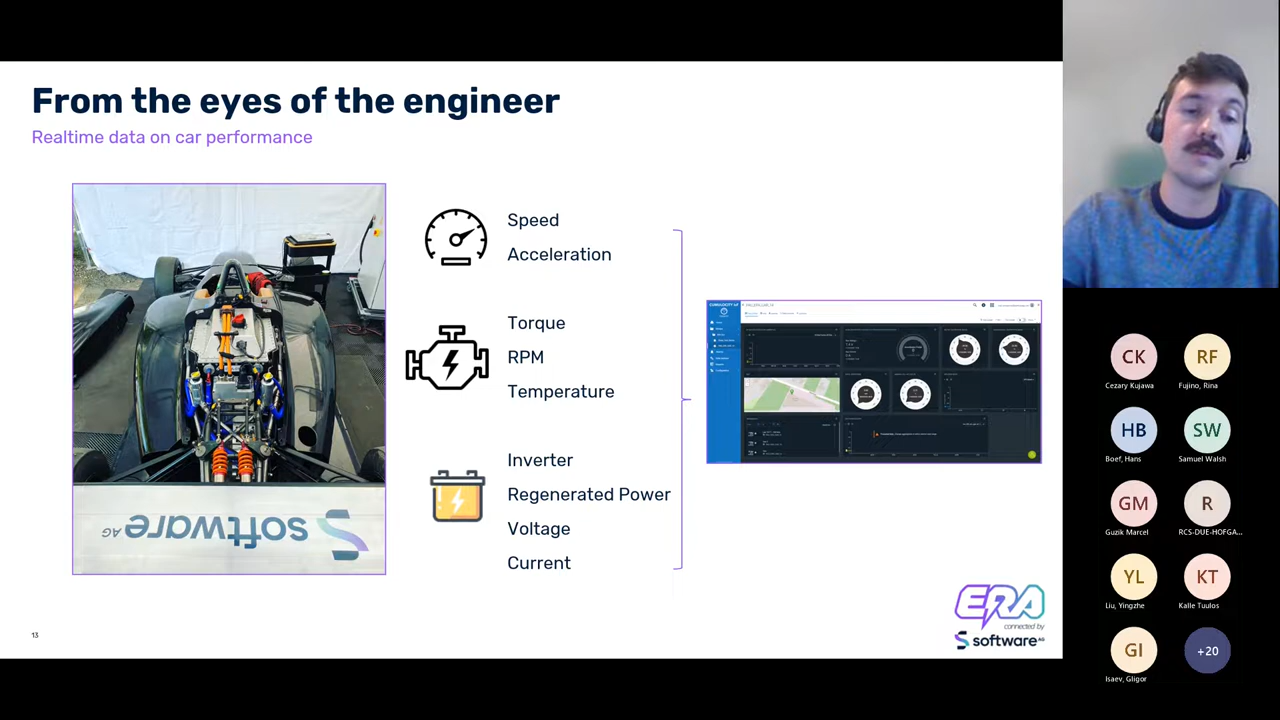 From the eyes of the engineer
Realtime data on car performance
Speed
Acceleration
Torque
RPM
Temperature
Inverter
Regenerated Power
Voltage
Current
software AG
ERA
connected by
software AG
13
CK
Cezary Kujawa
RF
Fujino, Rina
HB
Boef, Hans
SW
Samuel Walsh
GM
Guzik Marcel
R
RCS-DUE-HOFGA...
YL
Liu, Yingzhe
KT
Kalle Tuulos
GI
Isaev, Gligor
+20